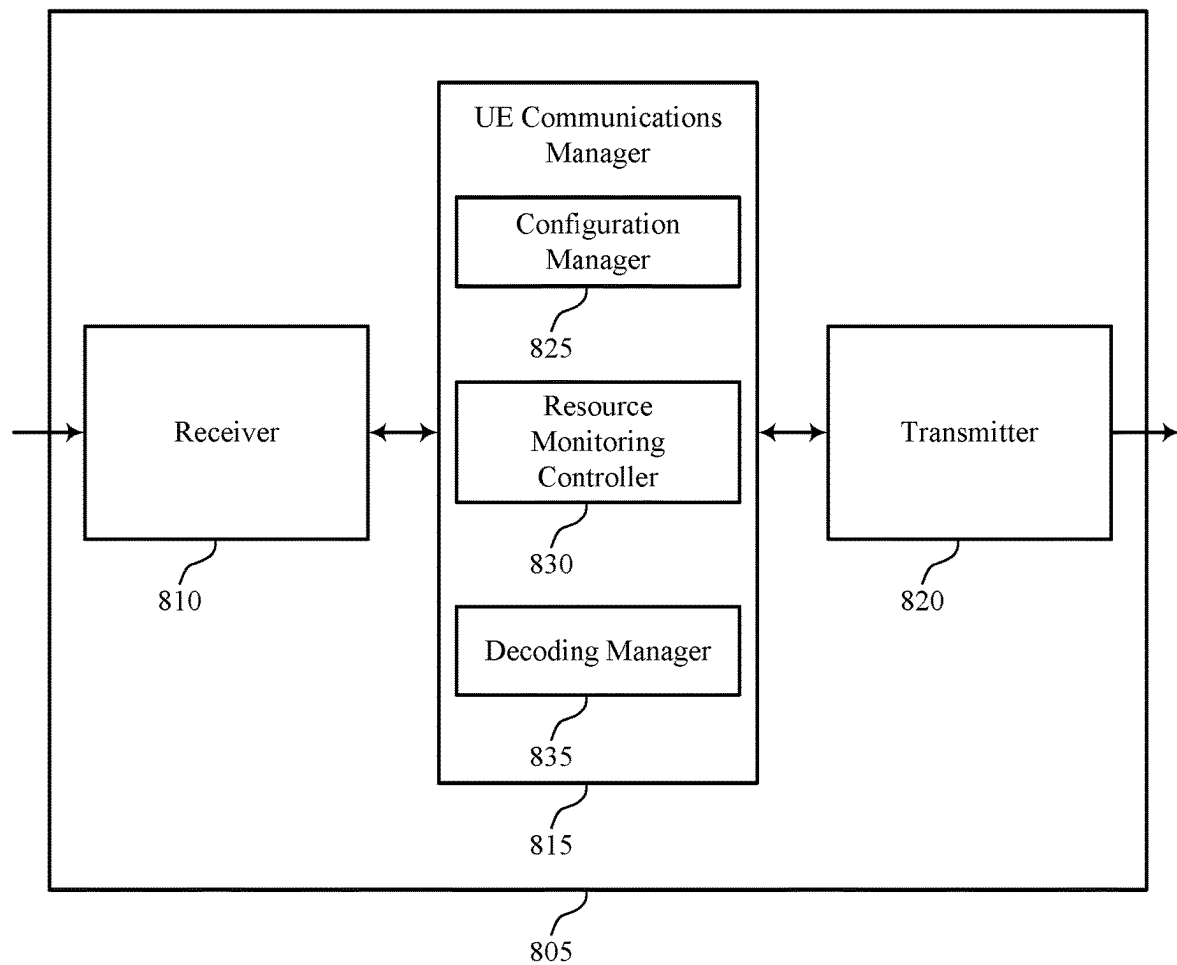 UE Communications
Manager
Configuration
Manager
825
Receiver
810
Resource
Monitoring
Controller
830
Transmitter
820
Decoding Manager
835
815
805